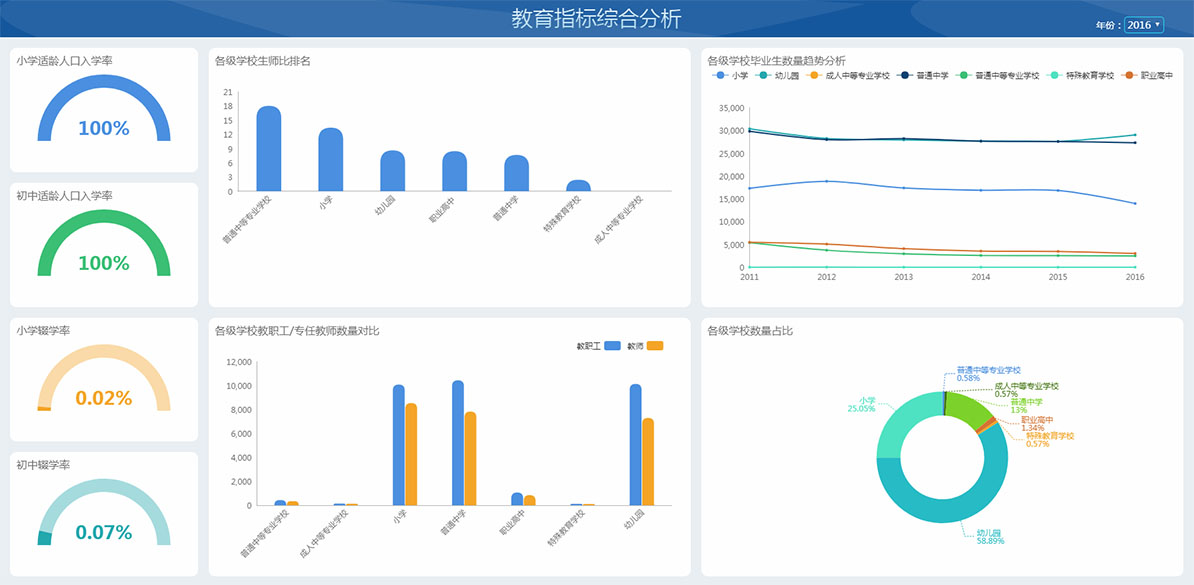 教育指标综合分析
年份：2016
小学适龄人口入学率
100%
初中适龄人口入学率
100%
小学辍学率
0.02%
初中辍学率
0.07%
各级学校生师比排名
21
18
15
12
9
6
3
0
普通中等专业学校
小学
幼儿园
职业高中
普通中学
特殊教育学校
成人中等专业学校
各级学校毕业生数量趋势分析
小学 幼儿园 成人中等专业学校 普通中学 普通中等专业学校 特殊教育学校 职业高中
35,000
30,000
25,000
20,000
15,000
10,000
5,000
0
2011 2012 2013 2014 2015 2016
各级学校教职工/专任教师数量对比
教职工 教师
12,000
10,000
8,000
6,000
4,000
2,000
0
普通中等专业学校
成人中等专业学校
小学
普通中学
职业高中
特殊教育学校
幼儿园
各级学校数量占比
普通中等专业学校
0.58%
成人中等专业学校
0.57%
普通中学
13%
职业高中
1.34%
特殊教育学校
0.57%
小学
25.05%
幼儿园
58.89%